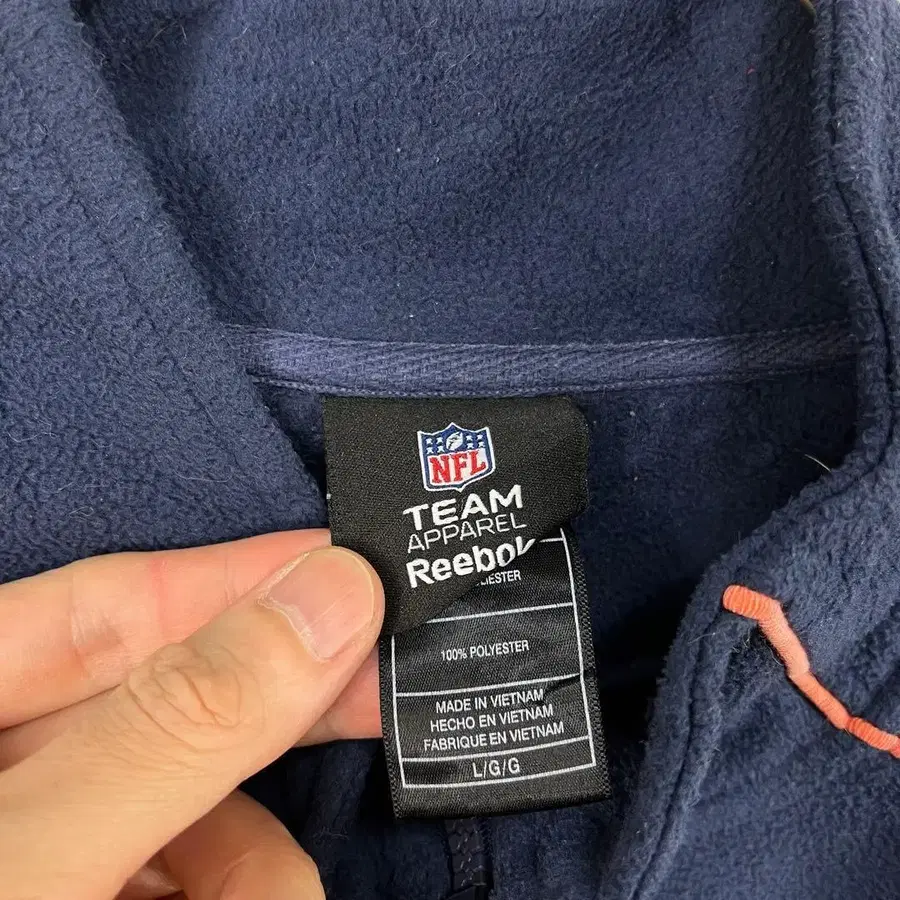 NFL
TEAM
APPAREL
Reebok
100% POLYESTER
MADE IN VIETNAM
HECHO EN VIETNAM
FABRIQUE EN VIETNAM
L/G/G